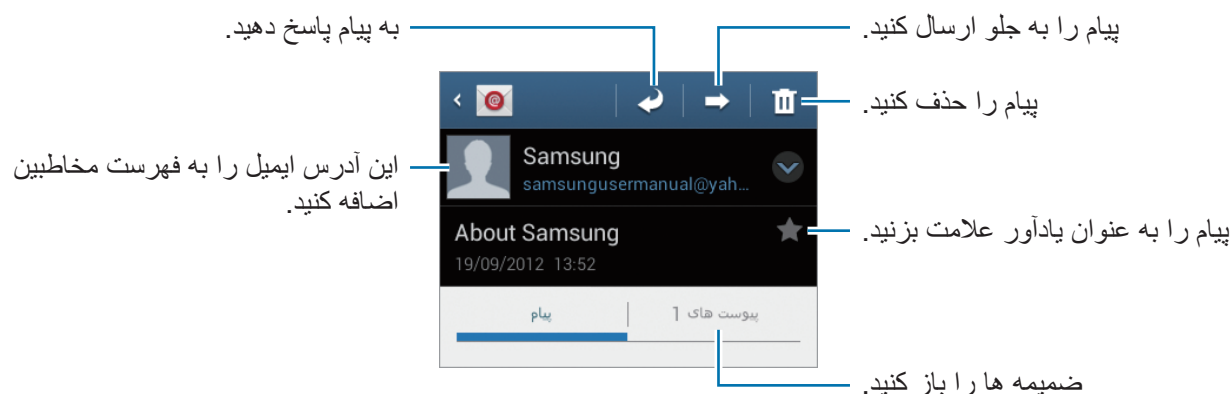 پیام را به جلو ارسال کنید.
به پیام پاسخ دهید.
پیام را حذف کنید.
Samsung
samsungusermanual@yah...
این آدرس ایمیل را به فهرست مخاطبین
اضافه کنید.
About Samsung
پیام را به عنوان یادآور علامت بزنید.
19/09/2012 13:52
پیوست های 1
پیام
ضمیمه ها را باز کنید.